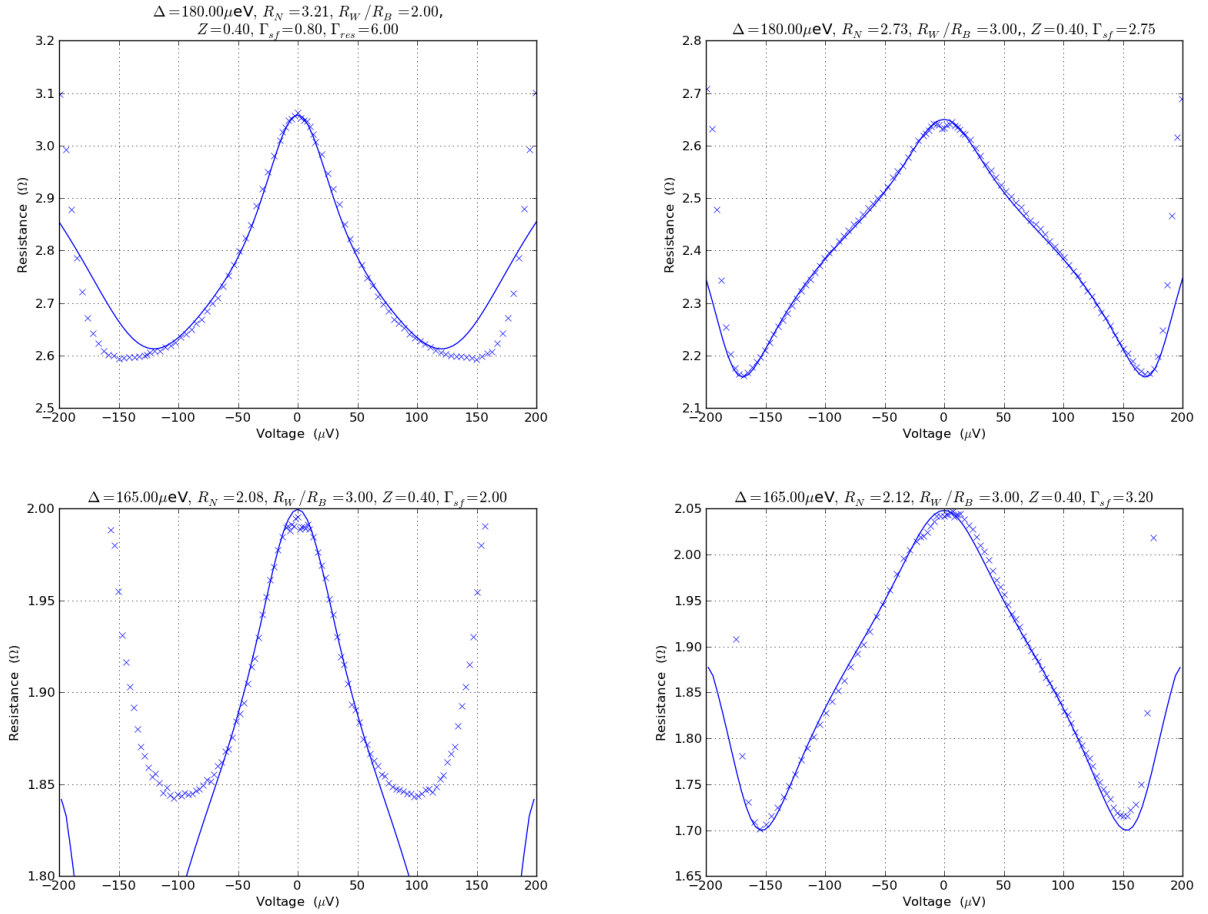 Δ=180.00μeV, R_N=3.21, R_W/R_B=2.00,
Z=0.40, Γ_sf=0.80, Γ_res=6.00
3.2
3.1
3.0
2.9
2.8
2.7
2.6
2.5
Resistance (Ω)
−200 −150 −100 −50 0 50 100 150 200
Voltage (μV)
Δ=180.00μeV, R_N=2.73, R_W/R_B=3.00,, Z=0.40, Γ_sf=2.75
2.8
2.7
2.6
2.5
2.4
2.3
2.2
2.1
Resistance (Ω)
−200 −150 −100 −50 0 50 100 150 200
Voltage (μV)
Δ=165.00μeV, R_N=2.08, R_W/R_B=3.00, Z=0.40, Γ_sf=2.00
2.00
1.95
1.90
1.85
1.80
Resistance (Ω)
−200 −150 −100 −50 0 50 100 150 200
Voltage (μV)
Δ=165.00μeV, R_N=2.12, R_W/R_B=3.00, Z=0.40, Γ_sf=3.20
2.05
2.00
1.95
1.90
1.85
1.80
1.75
1.70
1.65
Resistance (Ω)
−200 −150 −100 −50 0 50 100 150 200
Voltage (μV)